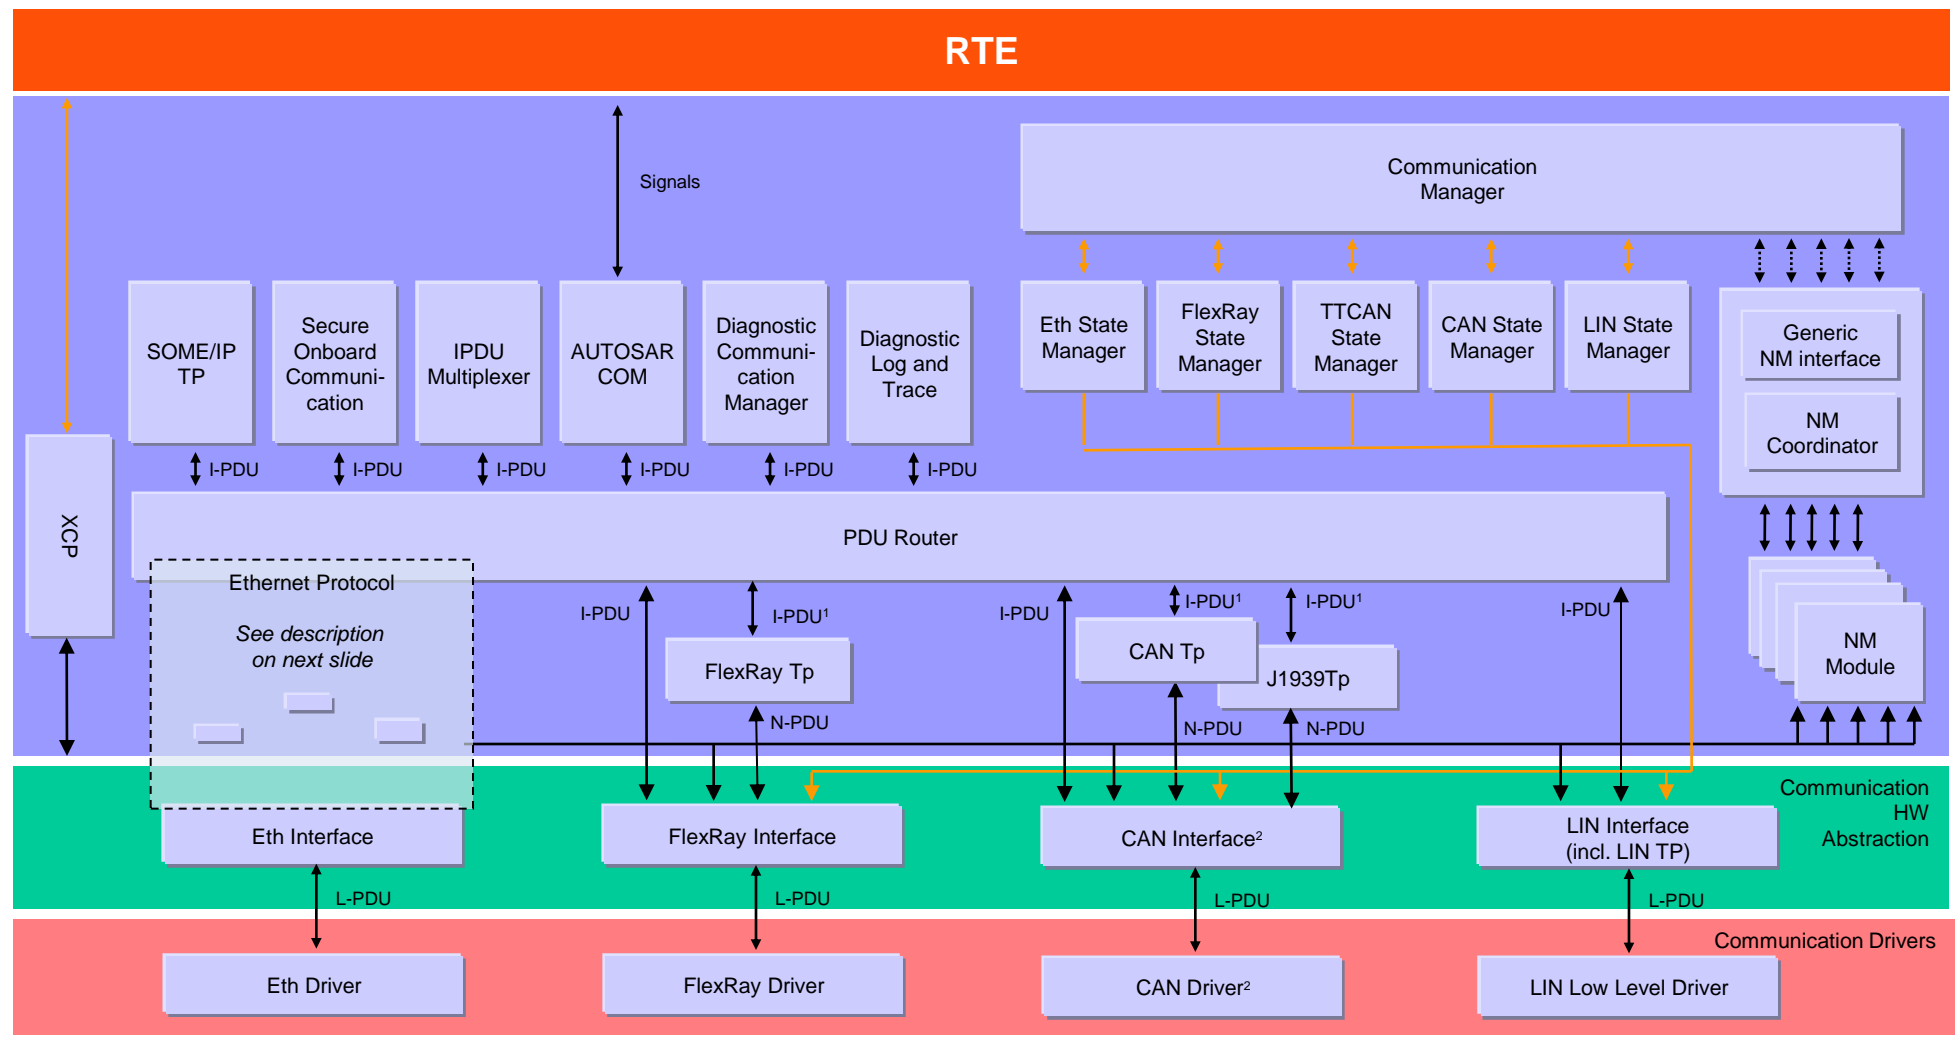 RTE
Signals
Communication
Manager
SOME/IP
TP
Secure
Onboard
Communi-
cation
IPDU
Multiplexer
AUTOSAR
COM
Diagnostic
Communi-
cation
Manager
Diagnostic
Log and
Trace
Eth State
Manager
FlexRay
State
Manager
TTCAN
State
Manager
CAN State
Manager
LIN State
Manager
Generic
NM interface
NM
Coordinator
XCP
I-PDU
I-PDU
I-PDU
I-PDU
I-PDU
I-PDU
PDU Router
Ethernet Protocol
See description
on next slide
I-PDU
I-PDU¹
I-PDU
I-PDU¹
I-PDU¹
I-PDU
FlexRay Tp
CAN Tp
J1939Tp
NM
Module
N-PDU
N-PDU
N-PDU
Communication
HW
Abstraction
Eth Interface
FlexRay Interface
CAN Interface²
LIN Interface
(incl. LIN TP)
L-PDU
L-PDU
L-PDU
L-PDU
Communication Drivers
Eth Driver
FlexRay Driver
CAN Driver²
LIN Low Level Driver